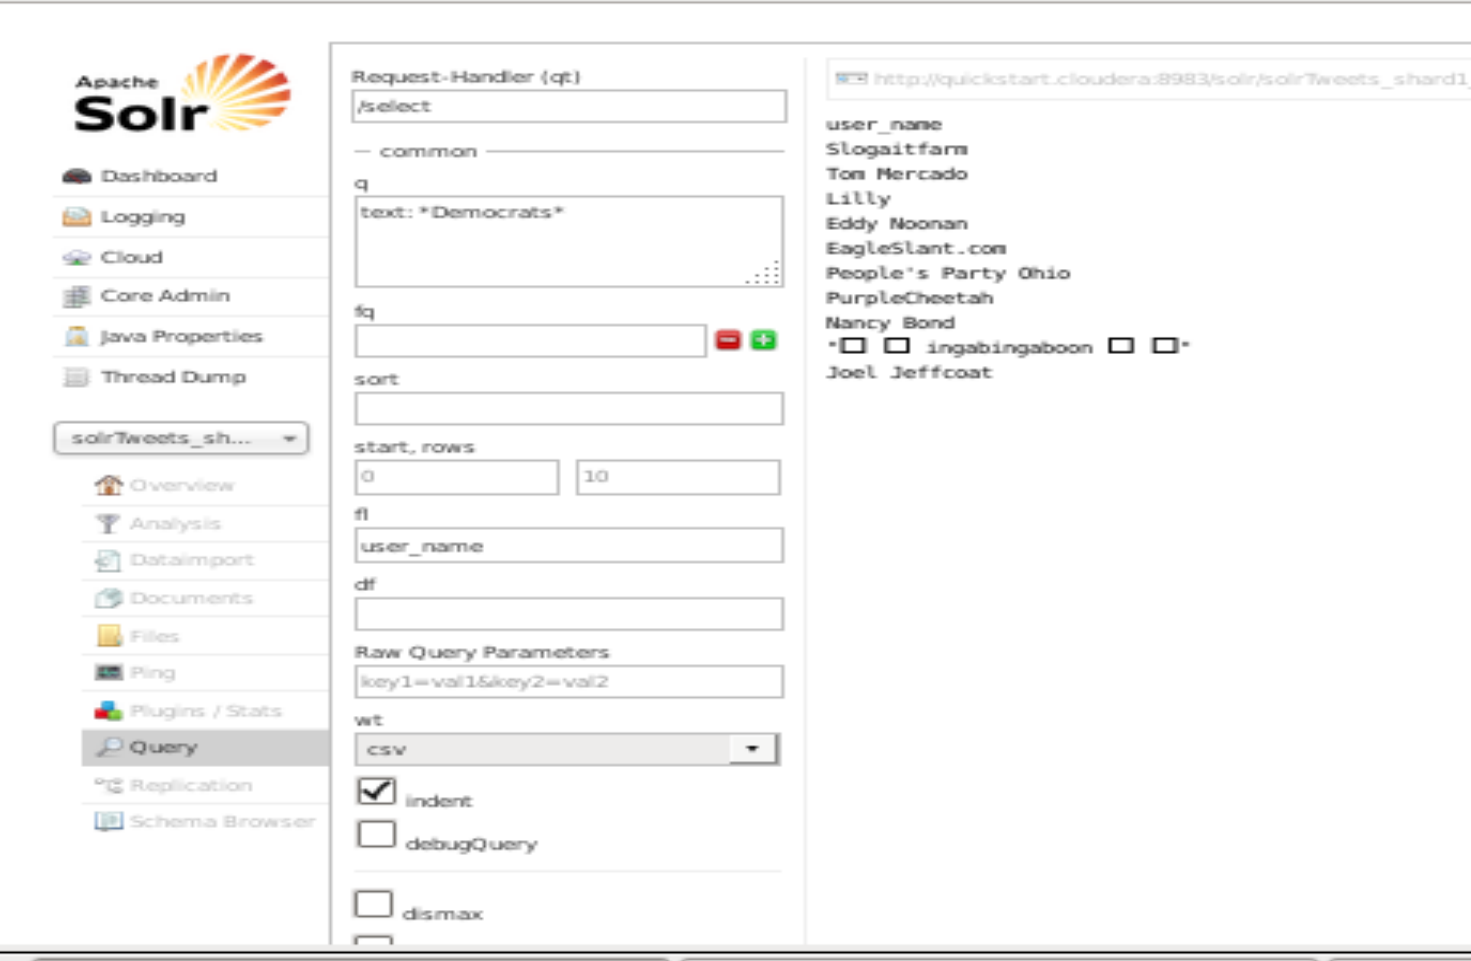 Apache
Solr
Dashboard
Logging
Cloud
Core Admin
Java Properties
Thread Dump
solrTweets_sh...
Overview
Analysis
Dataimport
Documents
Files
Ping
Plugins / Stats
Query
Replication
Schema Browser
Request-Handler (qt)
/select
common
q
text: *Democrats*
fq
sort
start, rows
0 10
fl
user_name
df
Raw Query Parameters
key1=val1&key2=val2
wt
csv
indent
debugQuery
dismax
http://quickstart.cloudera:8983/solr/solrTweets_shard1_
user_name
Slogaitfarm
Tom Mercado
Lilly
Eddy Noonan
EagleSlant.com
People's Party Ohio
PurpleCheetah
Nancy Bond
"□ □ ingabingaboon □ □"
Joel Jeffcoat